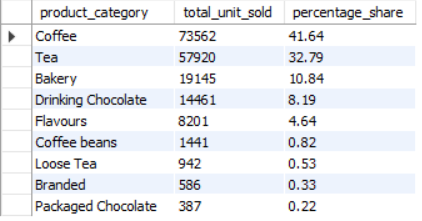 product_category total_unit_sold percentage_share
Coffee 73562 41.64
Tea 57920 32.79
Bakery 19145 10.84
Drinking Chocolate 14461 8.19
Flavours 8201 4.64
Coffee beans 1441 0.82
Loose Tea 942 0.53
Branded 586 0.33
Packaged Chocolate 387 0.22